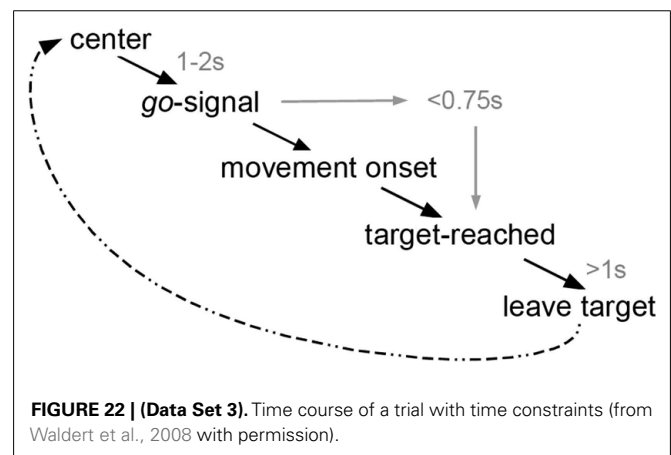 center
1-2s
go-signal
<0.75s
movement onset
target-reached
>1s
leave target
FIGURE 22 | (Data Set 3). Time course of a trial with time constraints (from
Waldert et al., 2008 with permission).